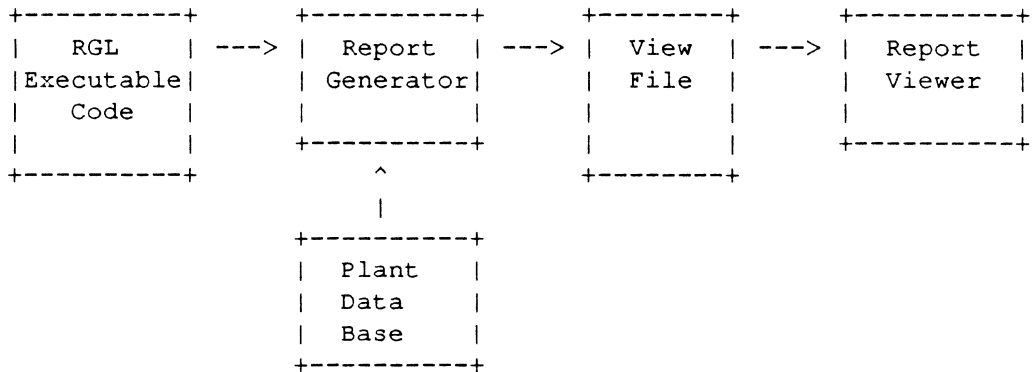 RGL
Executable
Code
Report
Generator
View
File
Report
Viewer
Plant
Data
Base